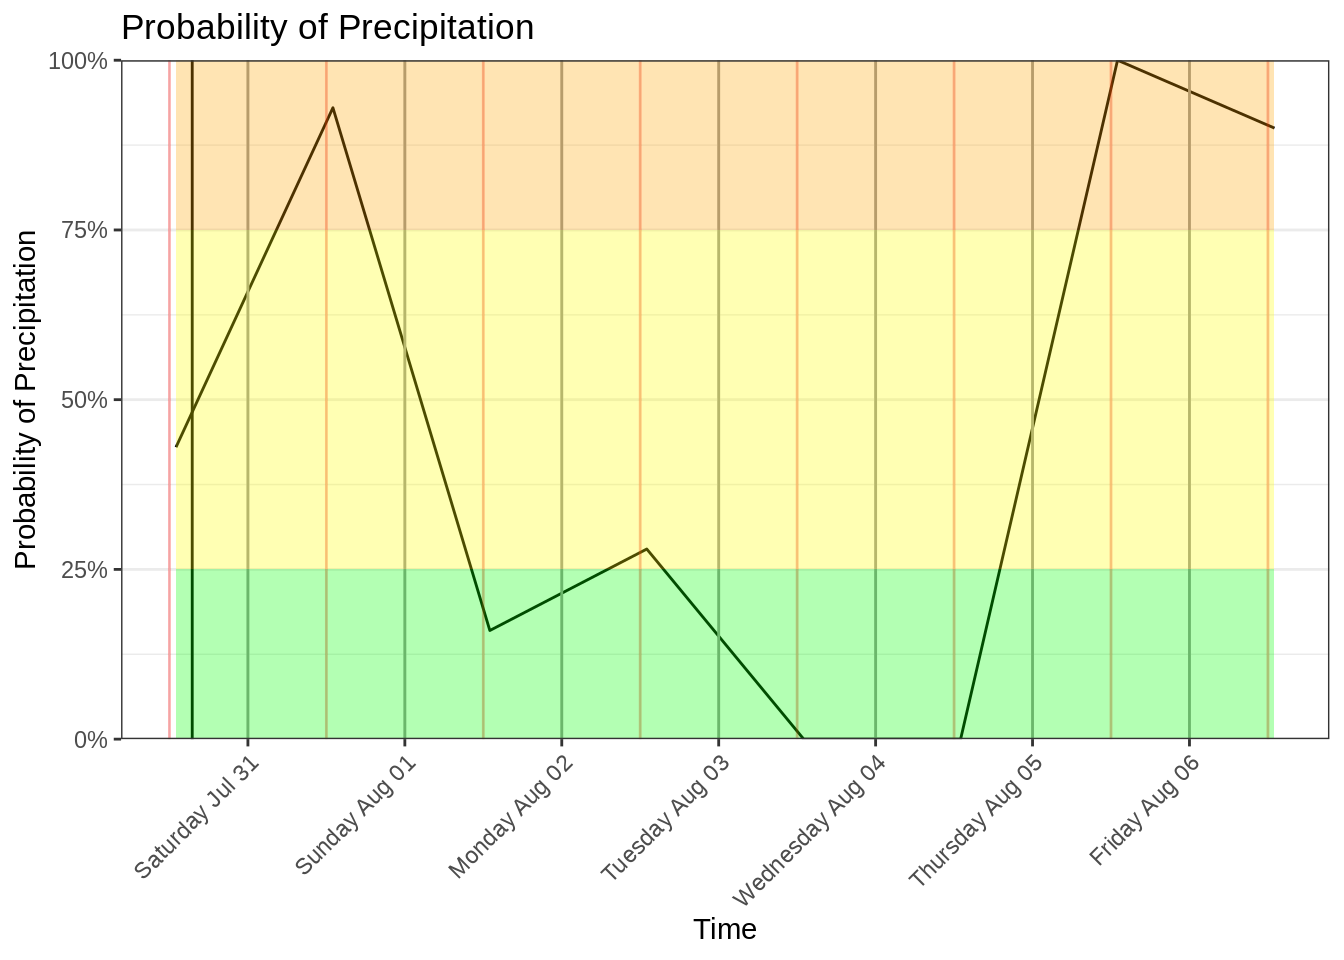 Probability of Precipitation
Probability of Precipitation
100%
75%
50%
25%
0%
Saturday Jul 31
Sunday Aug 01
Monday Aug 02
Tuesday Aug 03
Wednesday Aug 04
Thursday Aug 05
Friday Aug 06
Time